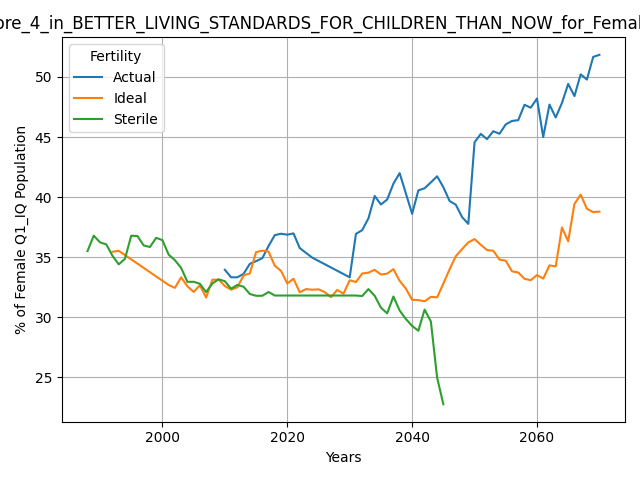 ore_4_in_BETTER_LIVING_STANDARDS_FOR_CHILDREN_THAN_NOW_for_Femal
Fertility
Actual
Ideal
Sterile
% of Female Q1_IQ Population
50
45
40
35
30
25
2000
2020
2040
2060
Years